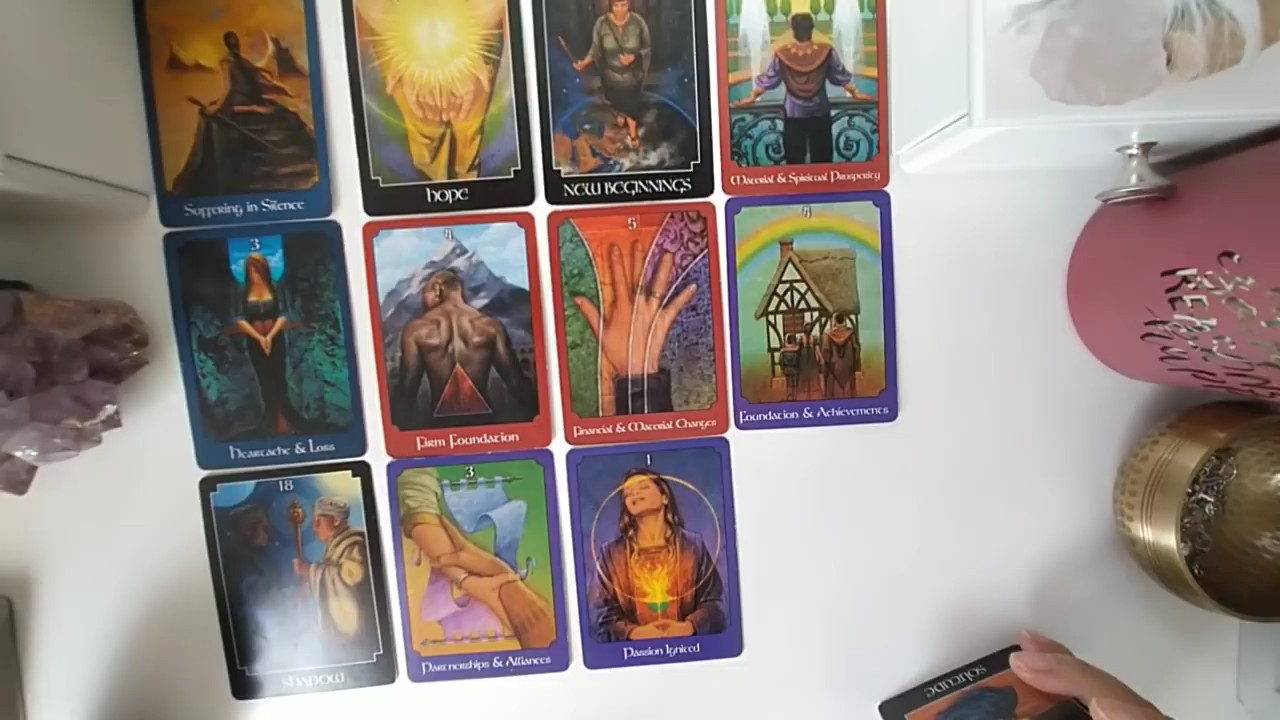 Suffering in Silence
hope
NEW BEGINNINGS
Material & Spiritual Prosperity
3
Heartache & Loss
4
Firm Foundation
5
Financial & Material Changes
4
Foundation & Achievements
18
SHADOW
3
Partnerships & Alliances
1
Passion Ignited
SOLITUDE